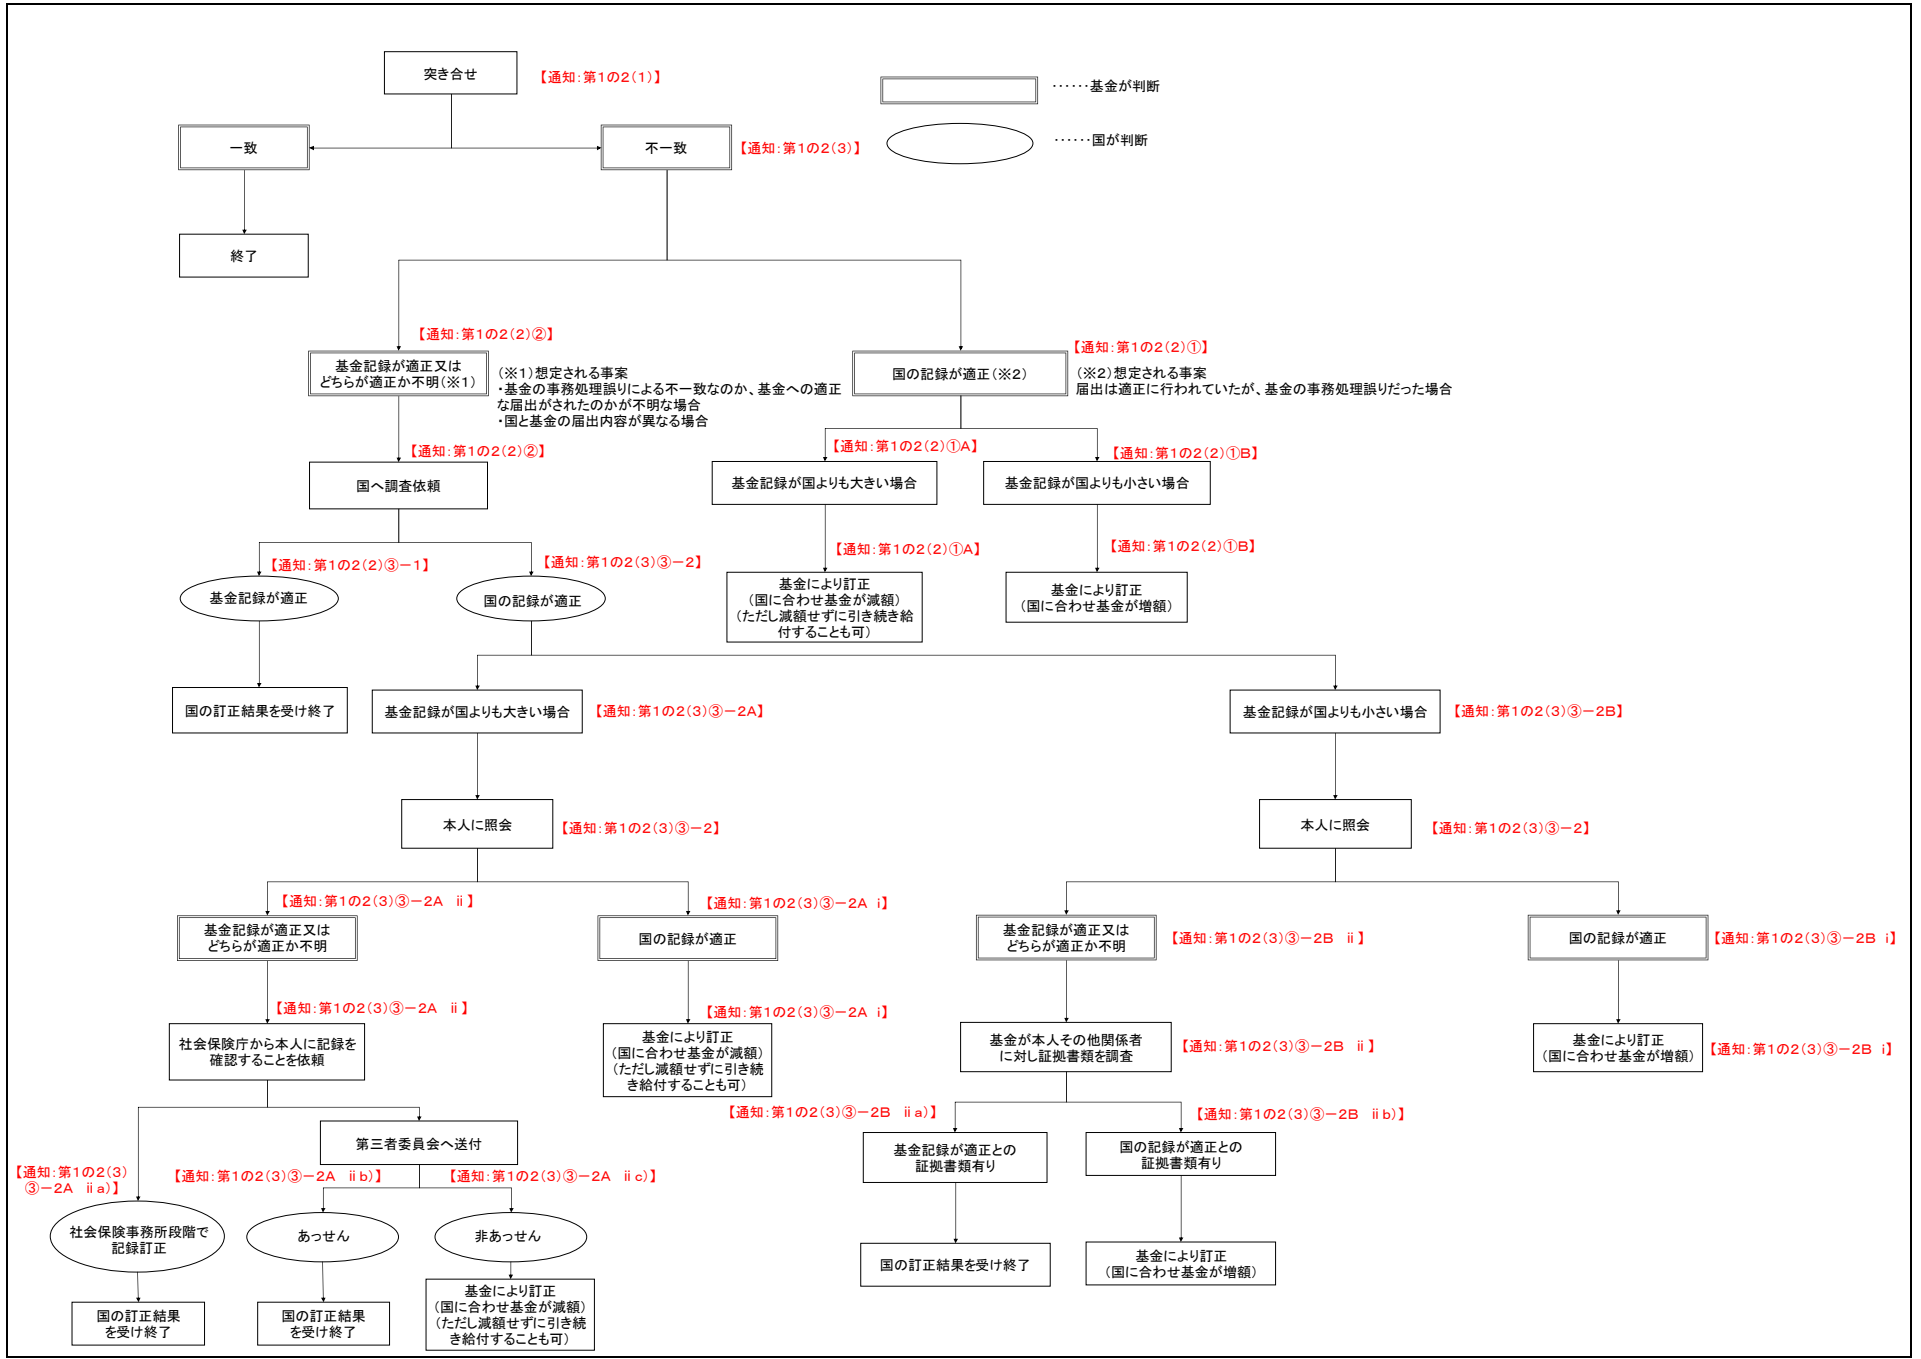 突き合せ
【通知:第1の2(1)】
‥‥‥基金が判断
‥‥‥国が判断
一致
不一致
【通知:第1の2(3)】
終了
【通知:第1の2(2)②】
基金記録が適正又は
どちらが適正か不明(※1)
(※1)想定される事案
・基金の事務処理誤りによる不一致なのか、基金への適正
な届出がされたのかが不明な場合
・国と基金の届出内容が異なる場合
国の記録が適正(※2)
【通知:第1の2(2)①】
(※2)想定される事案
届出は適正に行われていたが、基金の事務処理誤りだった場合
【通知:第1の2(2)②】
国へ調査依頼
【通知:第1の2(2)①A】
基金記録が国よりも大きい場合
【通知:第1の2(2)①B】
基金記録が国よりも小さい場合
【通知:第1の2(2)③-1】
基金記録が適正
【通知:第1の2(3)③-2】
国の記録が適正
【通知:第1の2(2)①A】
基金により訂正
(国に合わせ基金が減額)
(ただし減額せずに引き続き給
付することも可)
【通知:第1の2(2)①B】
基金により訂正
(国に合わせ基金が増額)
国の訂正結果を受け終了
基金記録が国よりも大きい場合
【通知:第1の2(3)③-2A】
基金記録が国よりも小さい場合
【通知:第1の2(3)③-2B】
本人に照会
【通知:第1の2(3)③-2】
本人に照会
【通知:第1の2(3)③-2】
【通知:第1の2(3)③-2A ⅱ】
基金記録が適正又は
どちらが適正か不明
【通知:第1の2(3)③-2A ⅰ】
国の記録が適正
基金記録が適正又は
どちらが適正か不明
【通知:第1の2(3)③-2B ⅱ】
国の記録が適正
【通知:第1の2(3)③-2B ⅰ】
【通知:第1の2(3)③-2A ⅱ】
社会保険庁から本人に記録を
確認することを依頼
【通知:第1の2(3)③-2A ⅰ】
基金により訂正
(国に合わせ基金が減額)
(ただし減額せずに引き続
き給付することも可)
基金が本人その他関係者
に対し証拠書類を調査
【通知:第1の2(3)③-2B ⅱ】
基金により訂正
(国に合わせ基金が増額)
【通知:第1の2(3)③-2B ⅰ】
第三者委員会へ送付
【通知:第1の2(3)③-2B ⅱa)】
基金記録が適正との
証拠書類有り
【通知:第1の2(3)③-2B ⅱb)】
国の記録が適正との
証拠書類有り
【通知:第1の2(3)
③-2A ⅱa)】
【通知:第1の2(3)③-2A ⅱb)】
【通知:第1の2(3)③-2A ⅱc)】
社会保険事務所段階で
記録訂正
あっせん
非あっせん
国の訂正結果を受け終了
基金により訂正
(国に合わせ基金が増額)
国の訂正結果
を受け終了
国の訂正結果
を受け終了
基金により訂正
(国に合わせ基金が減額)
(ただし減額せずに引き続
き給付することも可)